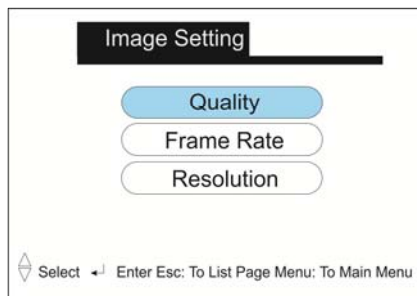 Image Setting
Quality
Frame Rate
Resolution
Select ↵ Enter Esc: To List Page Menu: To Main Menu